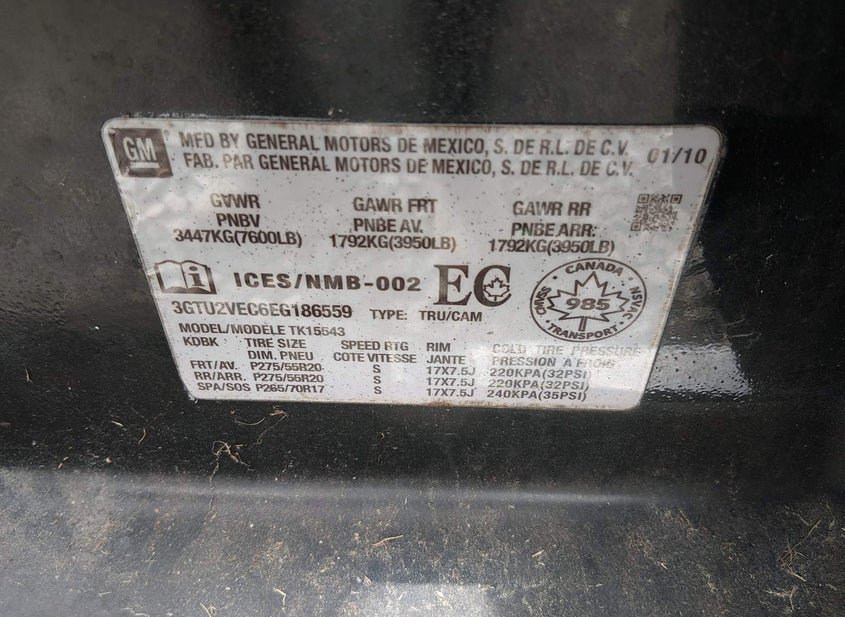 GM
MFD BY GENERAL MOTORS DE MEXICO, S. DE R.L. DE C.V. 01/10
FAB. PAR GENERAL MOTORS DE MEXICO, S. DE R.L. DE C.V.
GVWR GAWR FRT GAWR RR
PNBV PNBE AV. PNBE ARR:
3447KG(7600LB) 1792KG(3950LB) 1792KG(3950LB)
i ICES/NMB-002 EC
CANADA
CMVSS 985 NSVAC
TRANSPORT
3GTU2VEC6EG186559 TYPE: TRU/CAM
MODEL/MODÈLE TK15543
KDBK TIRE SIZE SPEED RTG RIM COLD TIRE PRESSURE
DIM. PNEU COTE VITESSE JANTE PRESSION A FROID
FRT/AV. P275/55R20 S 17X7.5J 220KPA(32PSI)
RR/ARR. P275/55R20 S 17X7.5J 220KPA(32PSI)
SPA/SOS P265/70R17 S 17X7.5J 240KPA(35PSI)